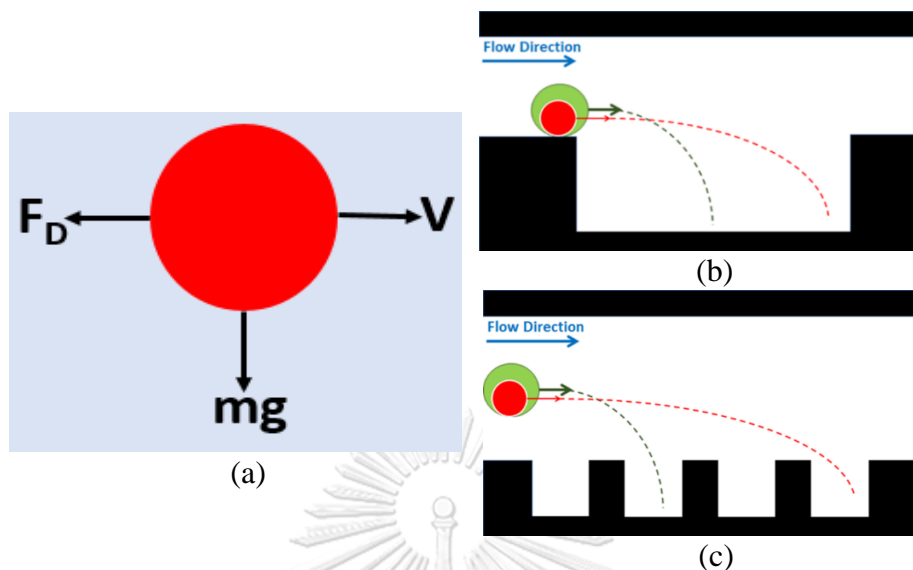 F_D
V
mg
(a)
Flow Direction
(b)
Flow Direction
(c)